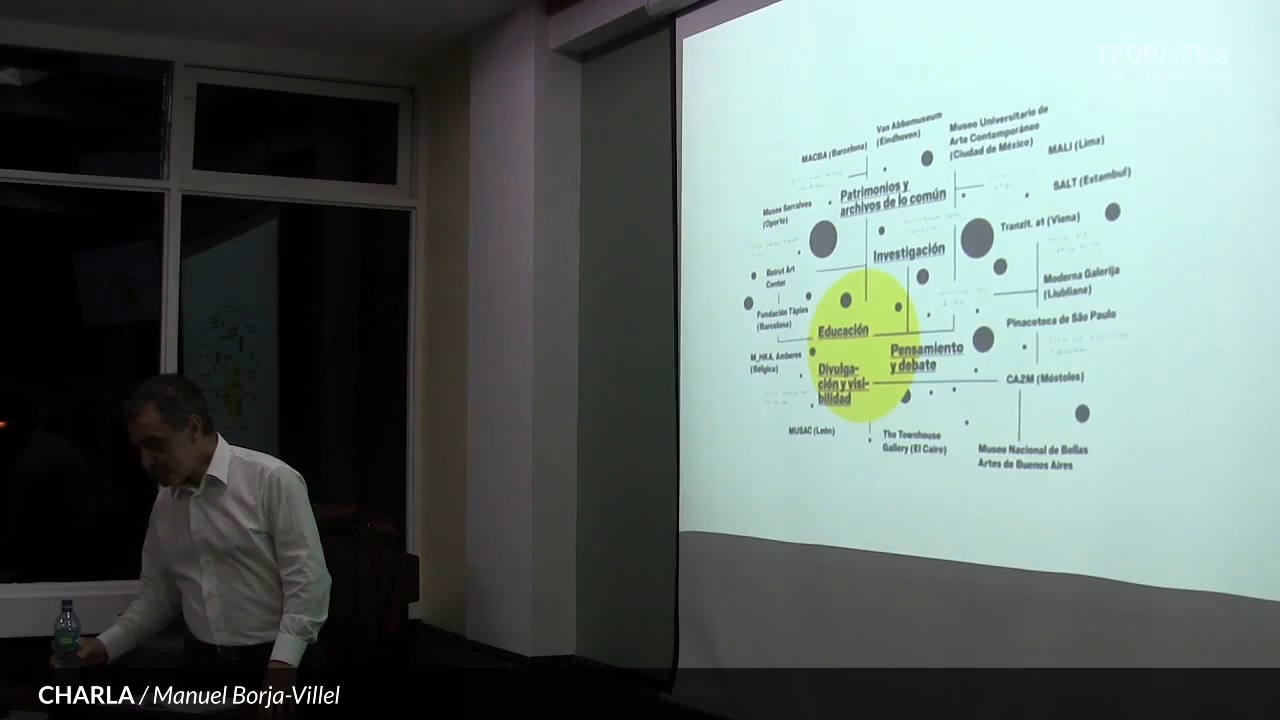 TEOR/éTica
Van Abbemuseum
(Eindhoven)
Museo Universitario de
Arte Contemporáneo
(Ciudad de México)
MACBA (Barcelona)
MALI (Lima)
SALT (Estambul)
Patrimonios y
archivos de lo común
Museo Serralves
(Oporto)
Tranzit. at (Viena)
Investigación
Beirut Art
Center
Moderna Galerija
(Liubliana)
Fundación Tàpies
(Barcelona)
Educación
Pinacoteca de São Paulo
Pensamiento
y debate
M_HKA, Amberes
(Bélgica)
Divulga-
ción y visi-
bilidad
CA2M (Móstoles)
MUSAC (León)
The Townhouse
Gallery (El Cairo)
Museo Nacional de Bellas
Artes de Buenos Aires
CHARLA / Manuel Borja-Villel